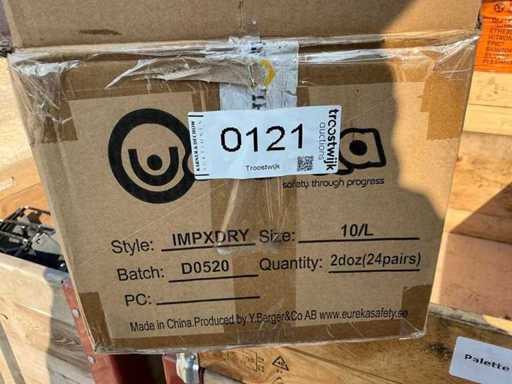 0121
Troostwijk
troostwijk
auctions
a
safety through progress
Style: IMPXDRY Size: 10/L
Batch: D0520 Quantity: 2doz(24pairs)
PC:
Made in China.Produced by Y.Berger&Co AB www.eurekasafety.se
Palette